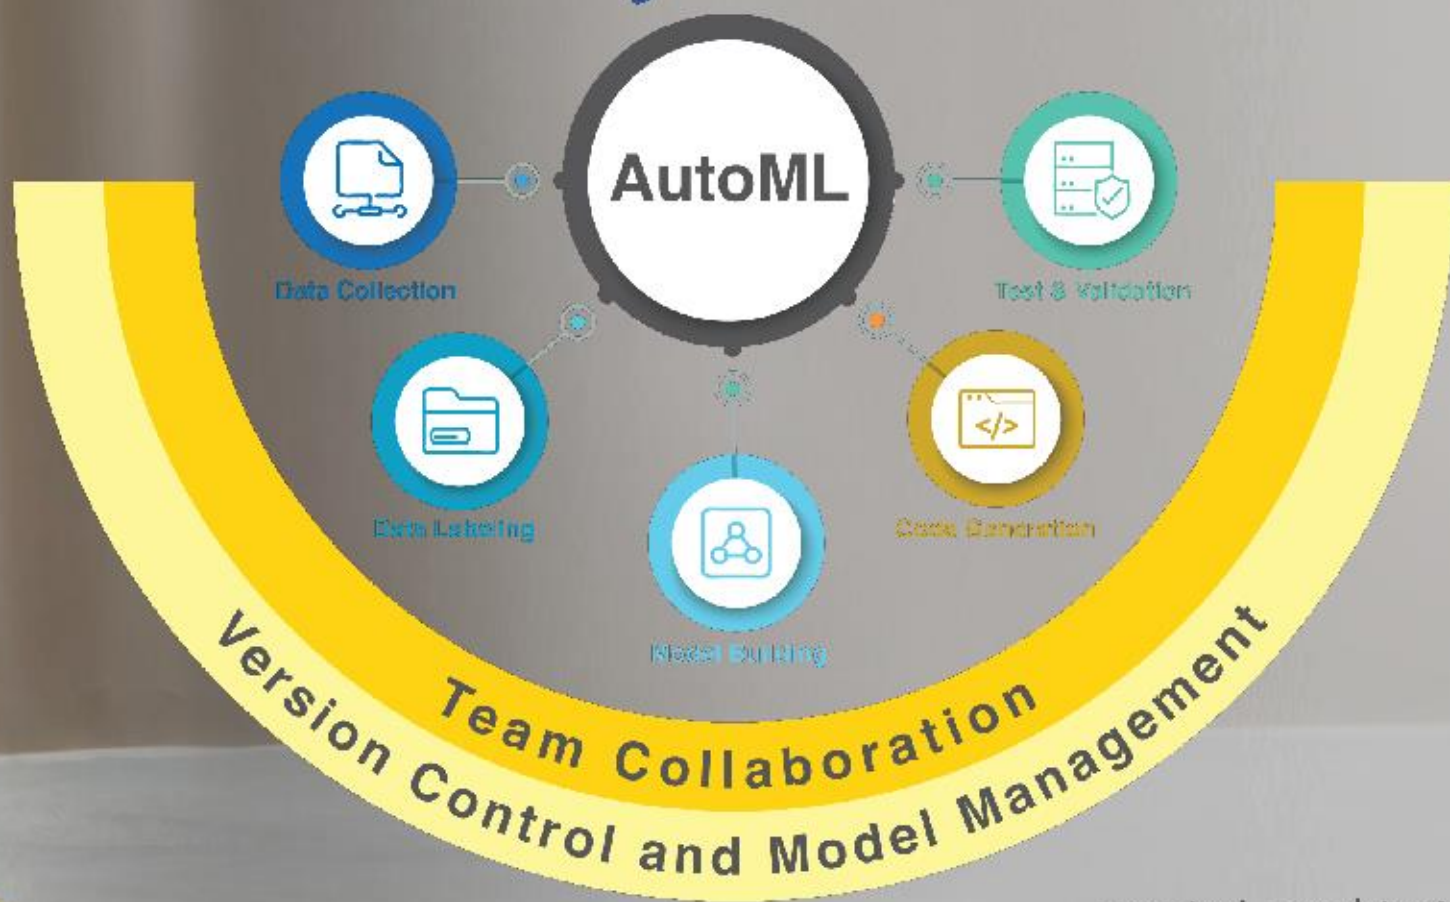 AutoML
Data Collection
Test & Validation
Data Labeling
Code Generation
Model Building
Team Collaboration
Version Control and Model Management